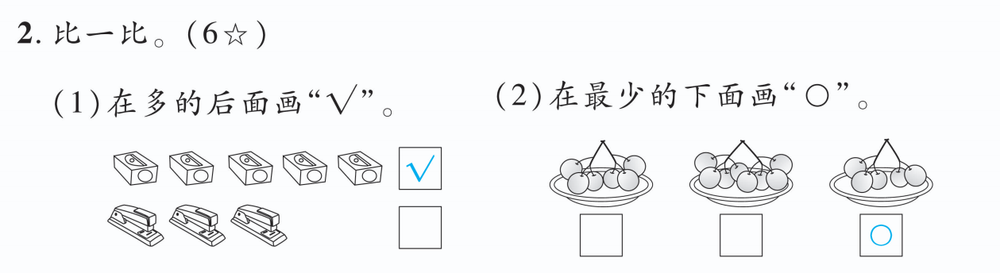 2. 比一比。(6☆)
(1)在多的后面画“√”。
(2)在最少的下面画“○”。
√
○